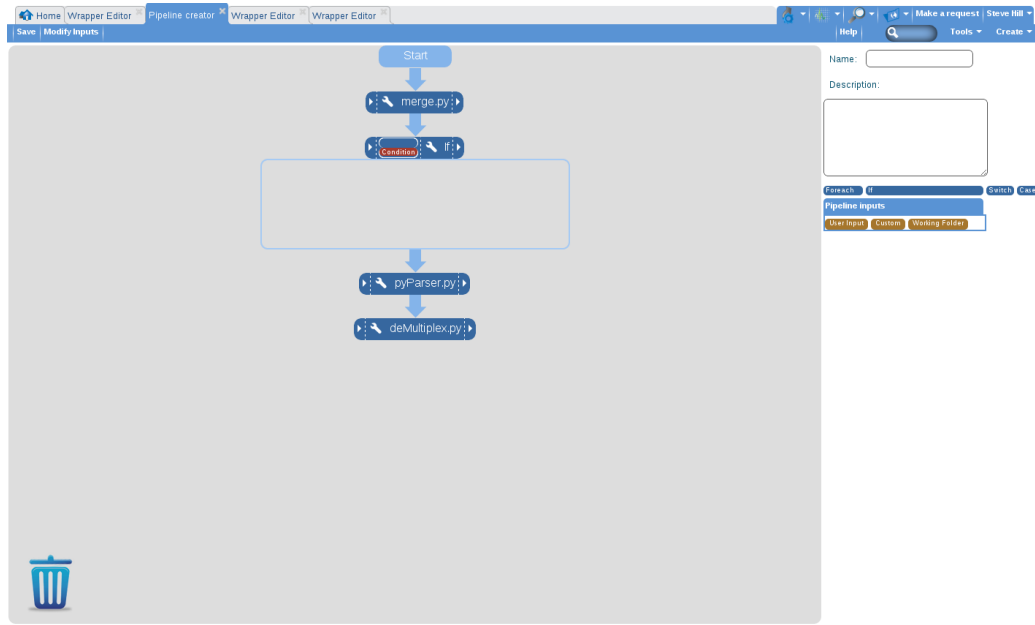 Home Wrapper Editor Pipeline creator Wrapper Editor Wrapper Editor Make a request Steve Hill
Save Modify Inputs Help Tools Create
Start
merge.py
Condition If
pyParser.py
deMultiplex.py
Name:
Description:
Foreach If Switch Case
Pipeline inputs
User Input Custom Working Folder